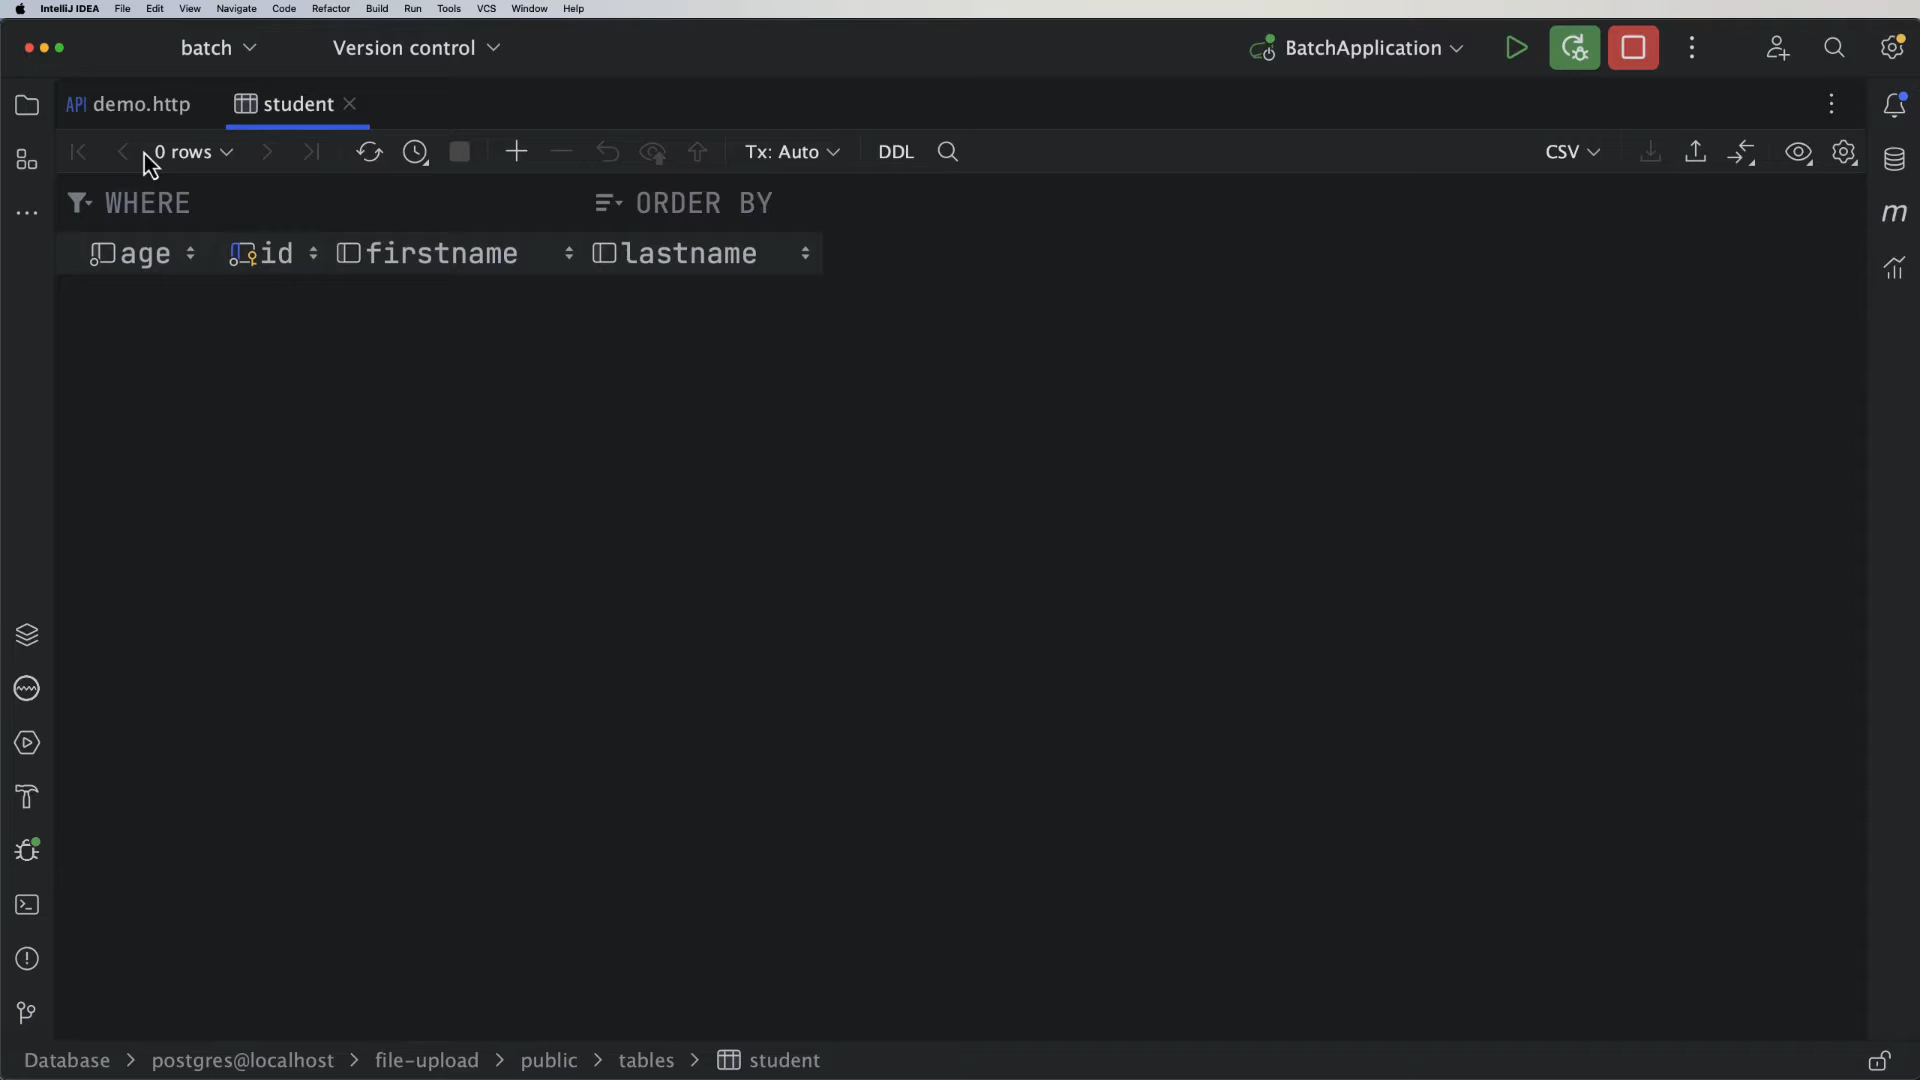 IntelliJ IDEA File Edit View Navigate Code Refactor Build Run Tools VCS Window Help
batch Version control BatchApplication
API demo.http student
0 rows Tx: Auto DDL CSV
WHERE ORDER BY
age id firstname lastname
m
Database > postgres@localhost > file-upload > public > tables > student